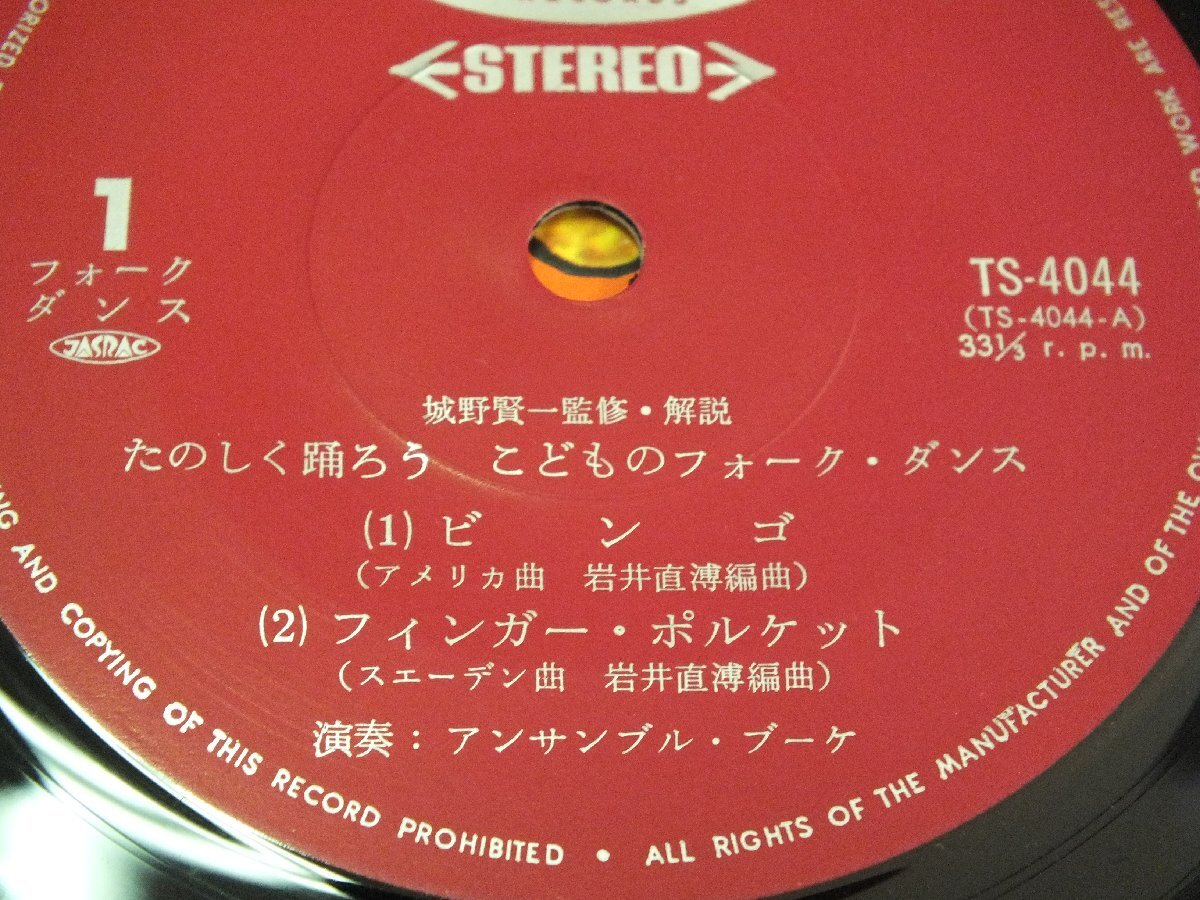 STEREO
1
フォーク
ダンス
JASRAC
TS-4044
(TS-4044-A)
33⅓ r.p.m.
城野賢一監修・解説
たのしく踊ろう　こどものフォーク・ダンス
(1) ビンゴ
(アメリカ曲　岩井直溥編曲)
(2) フィンガー・ポルケット
(スエーデン曲　岩井直溥編曲)
演奏：アンサンブル・ブーケ
AND COPYING OF THIS RECORD PROHIBITED • ALL RIGHTS OF THE MANUFACTURER AND OF THE
WORK ARE